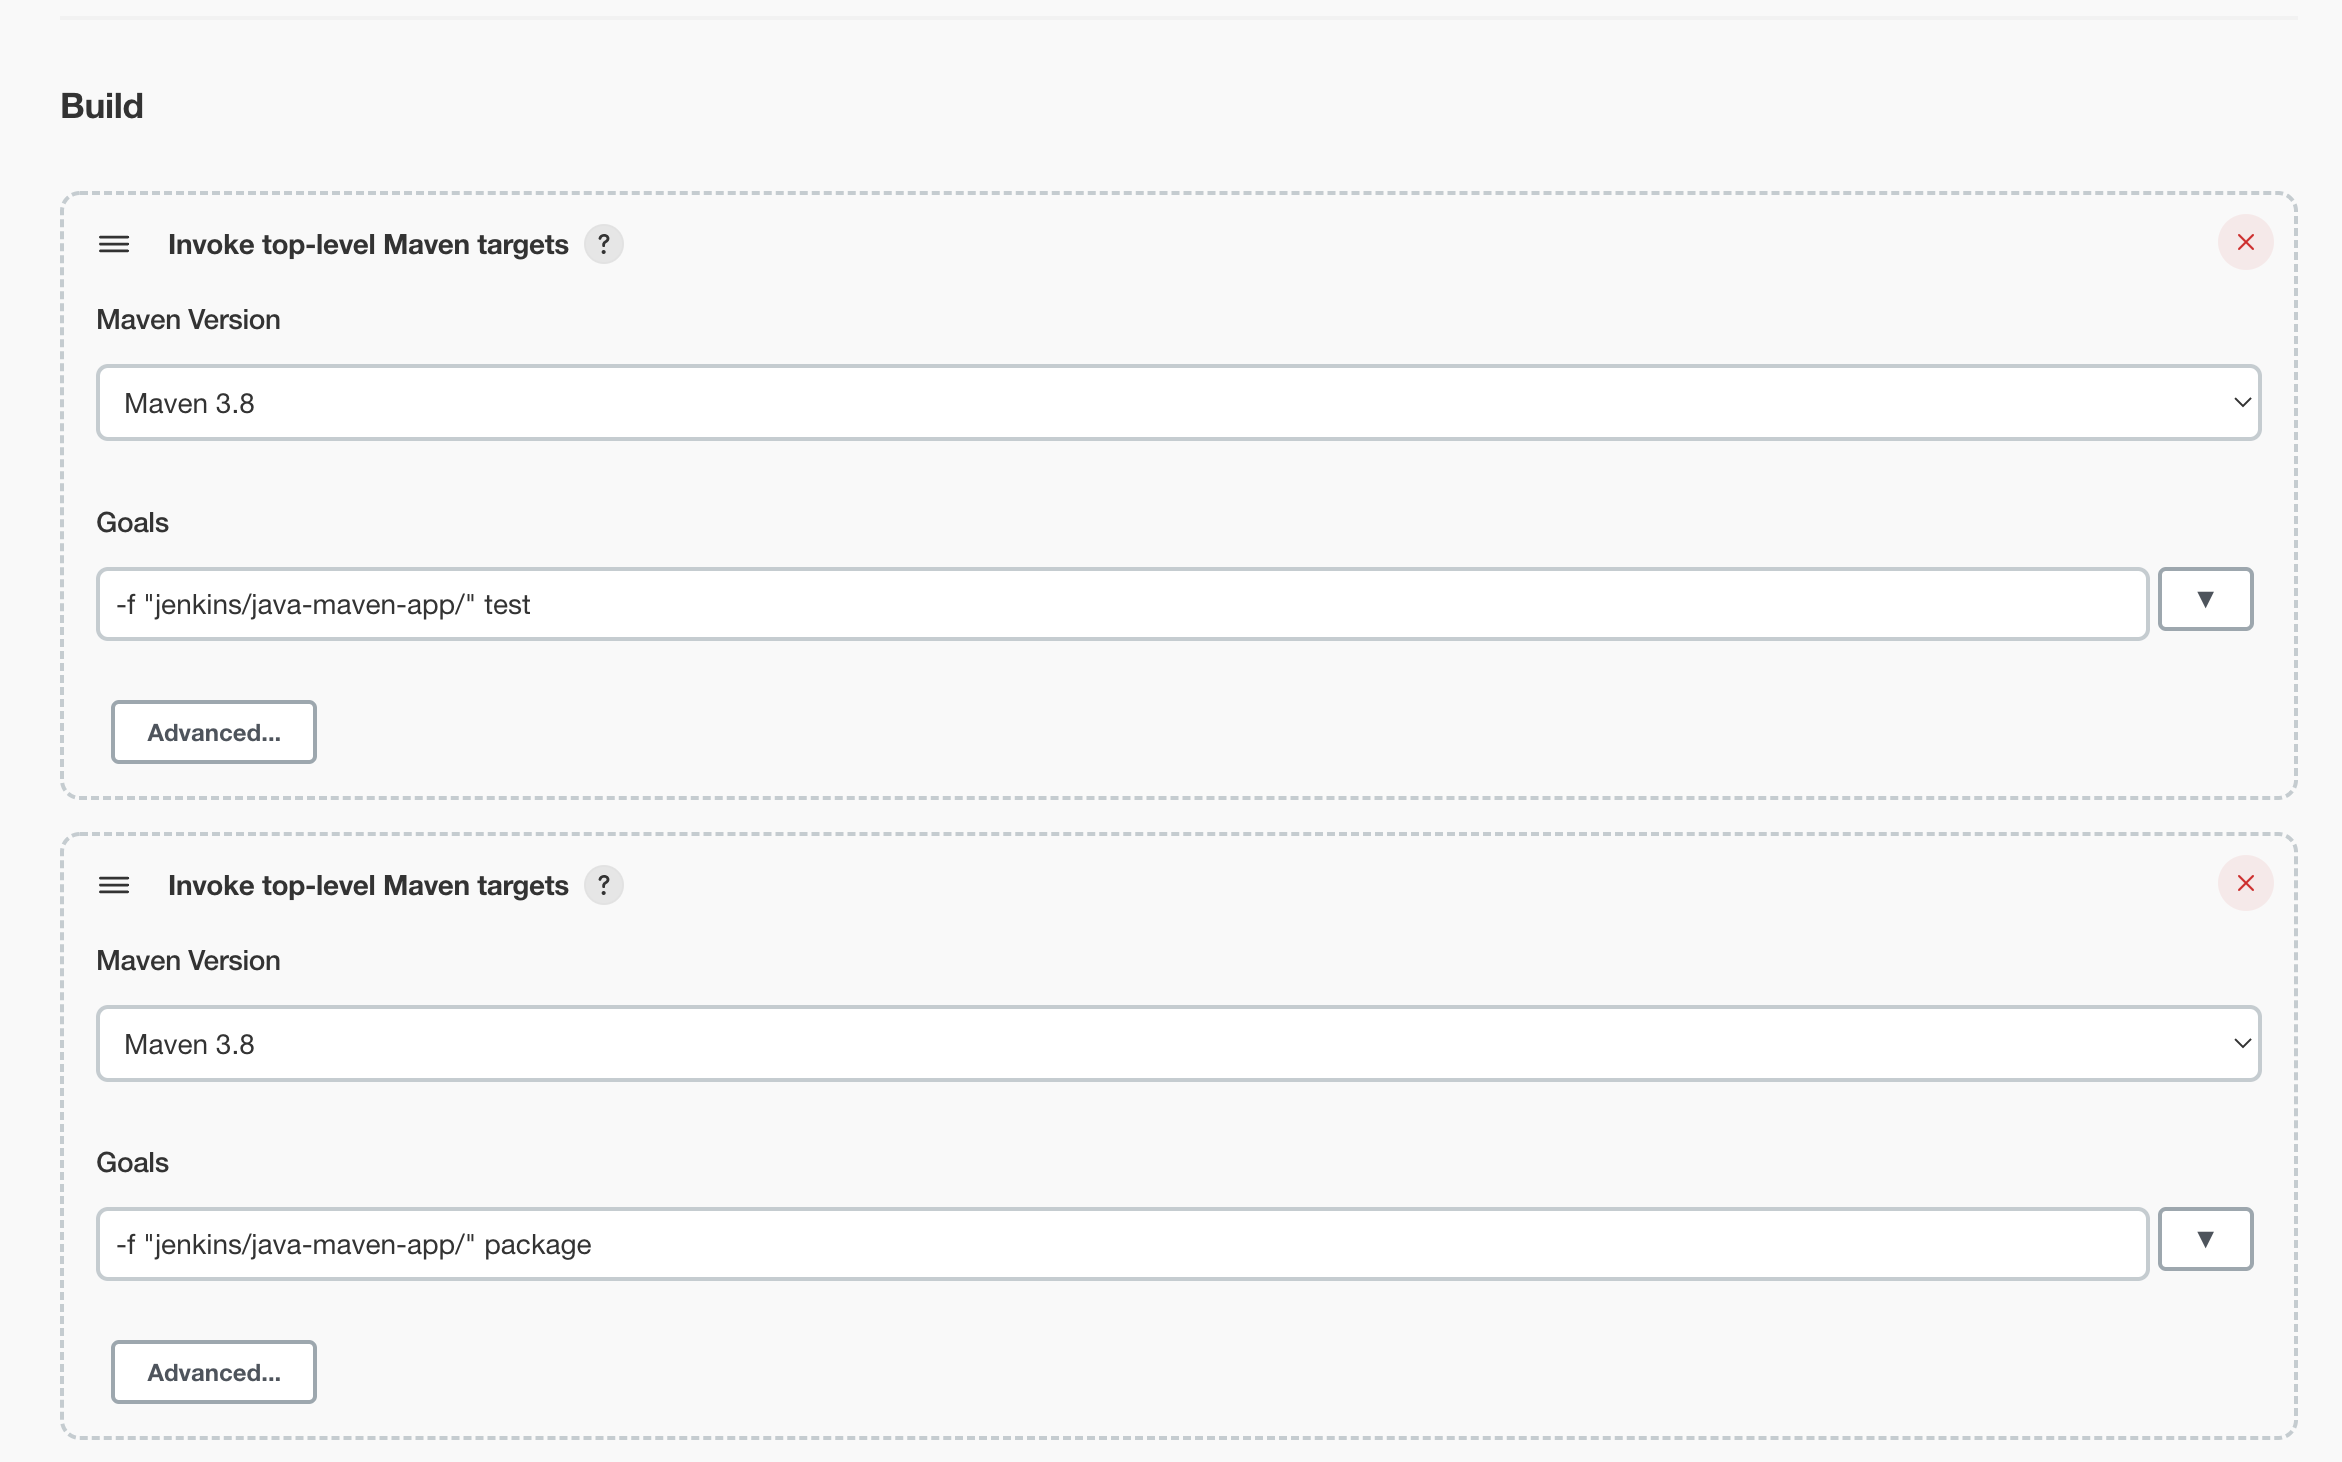 Build
Invoke top-level Maven targets ?
Maven Version
Maven 3.8
Goals
-f "jenkins/java-maven-app/" test
Advanced...
Invoke top-level Maven targets ?
Maven Version
Maven 3.8
Goals
-f "jenkins/java-maven-app/" package
Advanced...